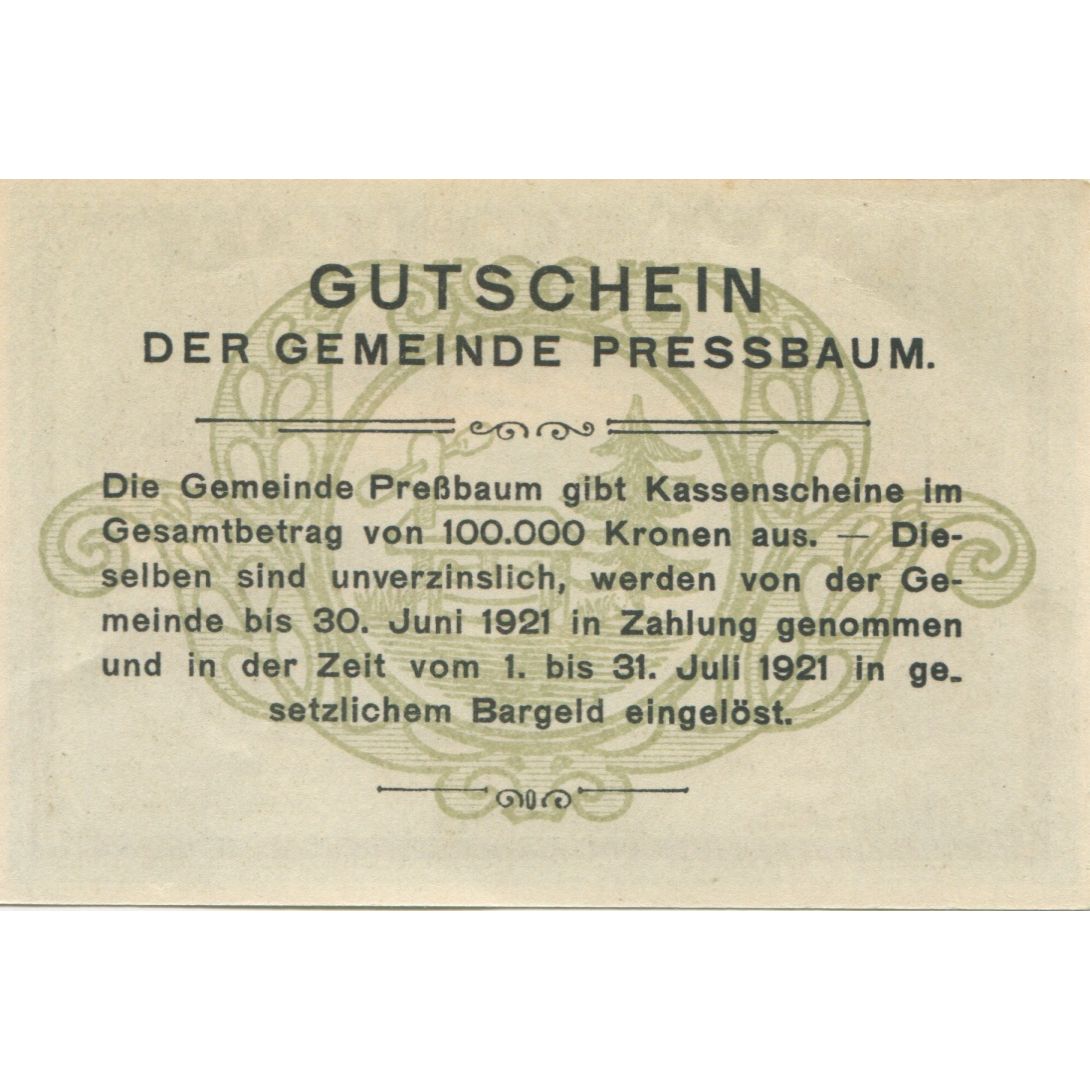 GUTSCHEIN
DER GEMEINDE PRESSBAUM.
Die Gemeinde Preßbaum gibt Kassenscheine im
Gesamtbetrag von 100.000 Kronen aus. — Die-
selben sind unverzinslich, werden von der Ge-
meinde bis 30. Juni 1921 in Zahlung genommen
und in der Zeit vom 1. bis 31. Juli 1921 in ge-
setzlichem Bargeld eingelöst.